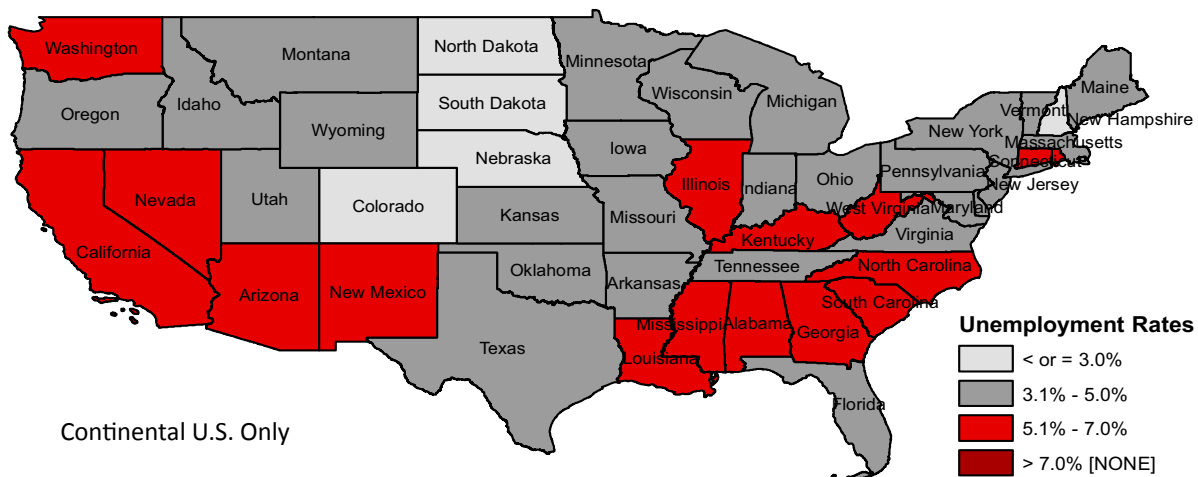 Washington
Montana
North Dakota
Minnesota
Maine
Oregon
Idaho
South Dakota
Wisconsin
Michigan
Vermont
New Hampshire
Wyoming
New York
Massachusetts
Nebraska
Iowa
Connecticut
Pennsylvania
New Jersey
Nevada
Utah
Colorado
Illinois
Indiana
Ohio
Kansas
Missouri
West Virginia
Maryland
California
Kentucky
Virginia
Arizona
New Mexico
Oklahoma
Arkansas
Tennessee
North Carolina
South Carolina
Texas
Mississippi
Alabama
Georgia
Louisiana
Florida
Unemployment Rates
< or = 3.0%
3.1% - 5.0%
5.1% - 7.0%
> 7.0% [NONE]
Continental U.S. Only